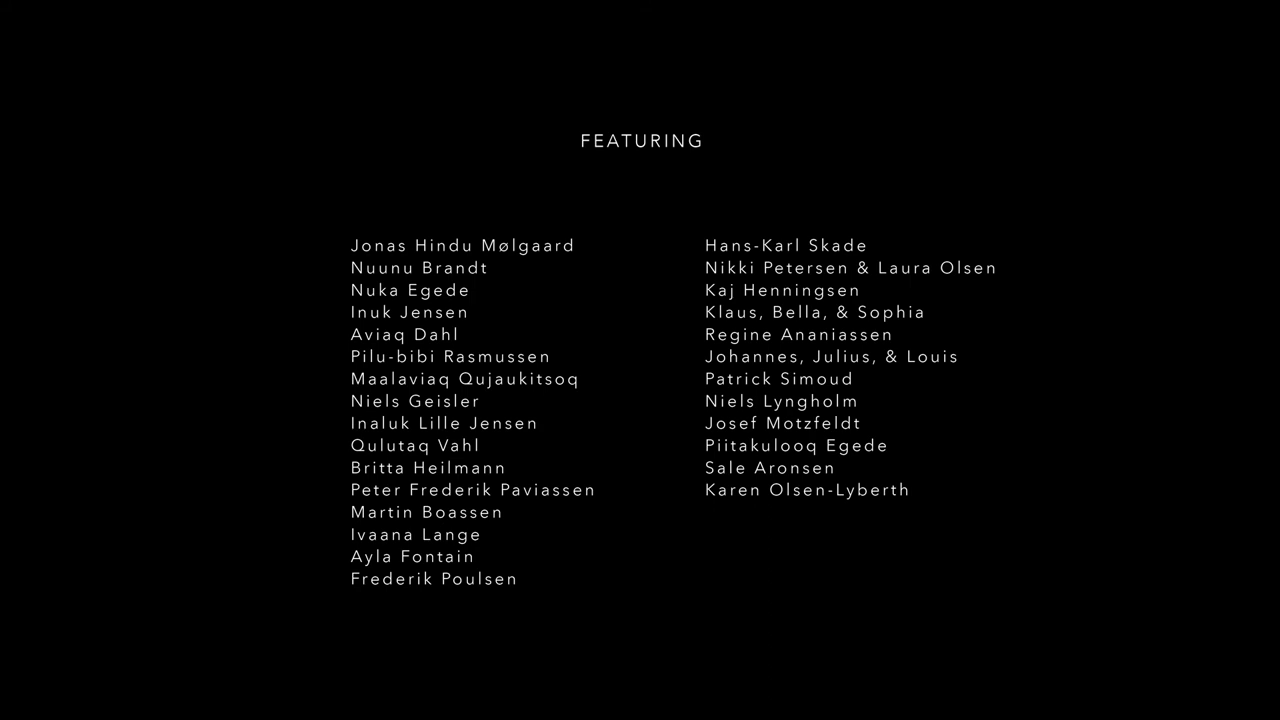 FEATURING
Jonas Hindu Mølgaard
Nuunu Brandt
Nuka Egede
Inuk Jensen
Aviaq Dahl
Pilu-bibi Rasmussen
Maalaviaq Qujaukitsoq
Niels Geisler
Inaluk Lille Jensen
Qulutaq Vahl
Britta Heilmann
Peter Frederik Paviassen
Martin Boassen
Ivaana Lange
Ayla Fontain
Frederik Poulsen
Hans-Karl Skade
Nikki Petersen & Laura Olsen
Kaj Henningsen
Klaus, Bella, & Sophia
Regine Ananiassen
Johannes, Julius, & Louis
Patrick Simoud
Niels Lyngholm
Josef Motzfeldt
Piitakulooq Egede
Sale Aronsen
Karen Olsen-Lyberth